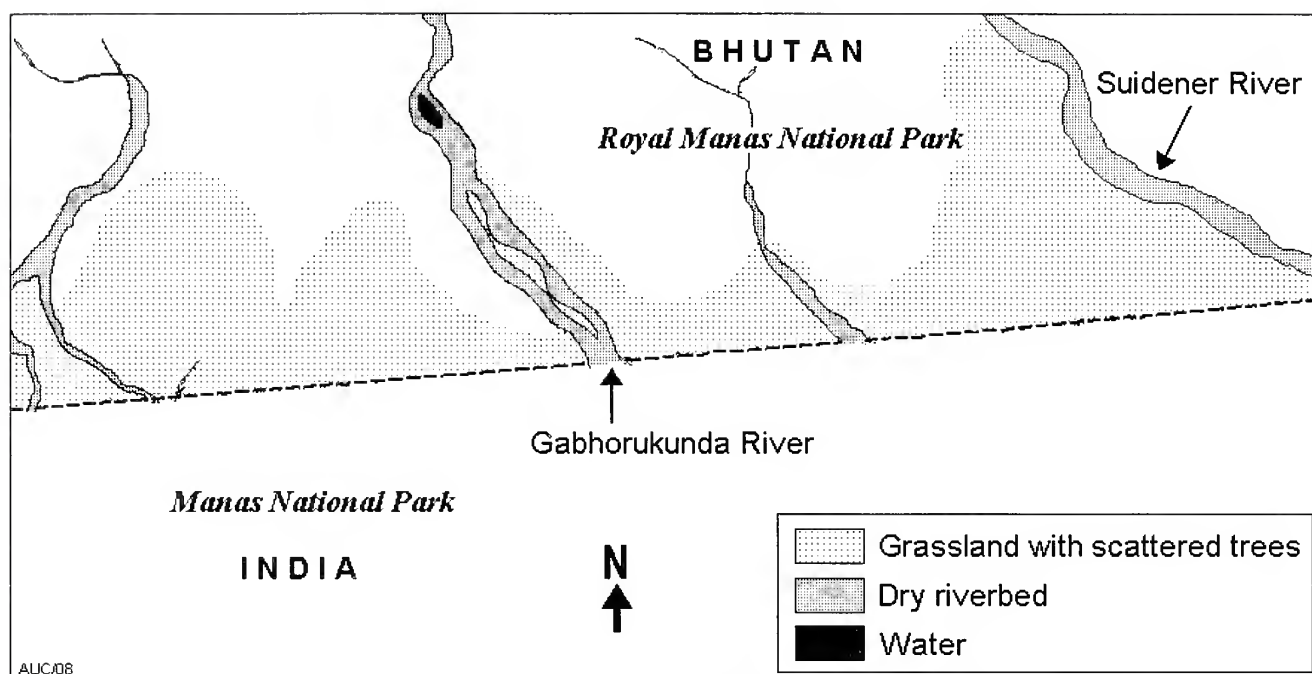 BHUTAN
Suidener River
Royal Manas National Park
Gabhorukunda River
Manas National Park
INDIA
N
Grassland with scattered trees
Dry riverbed
Water
AUC/08